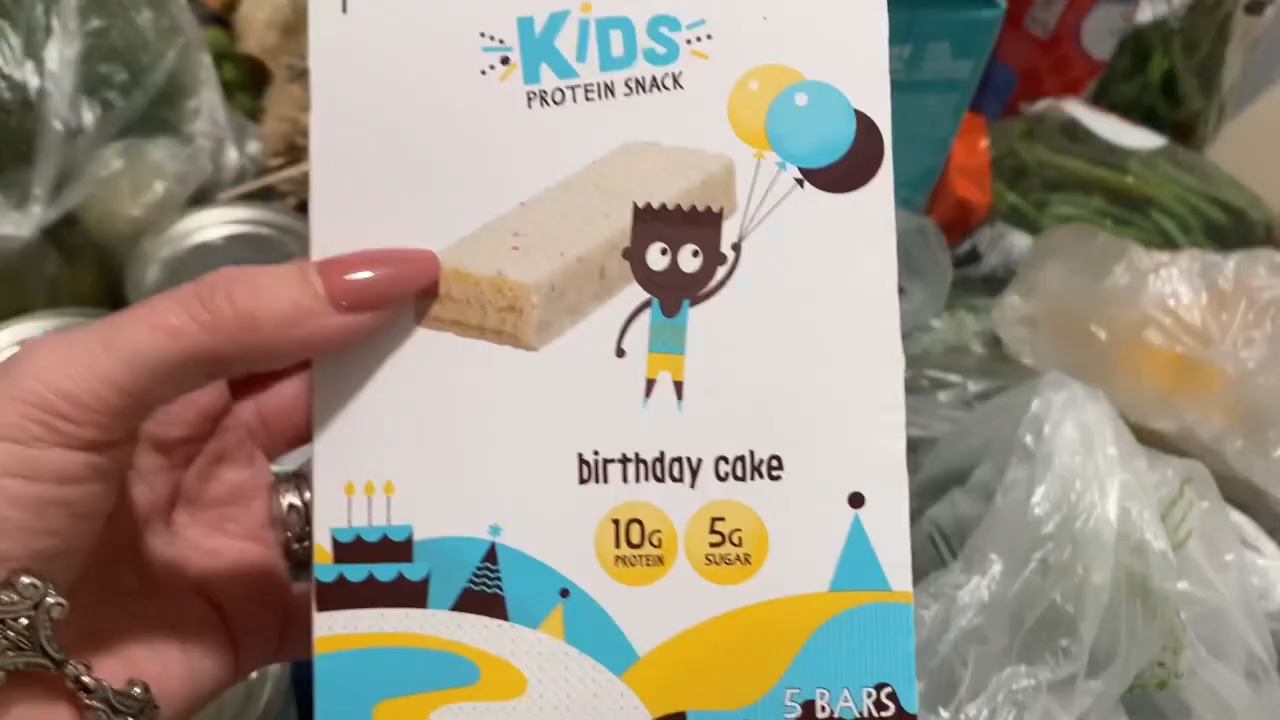 KiDS
PROTEIN SNACK
birthday cake
10G
PROTEIN
5G
SUGAR
5 BARS